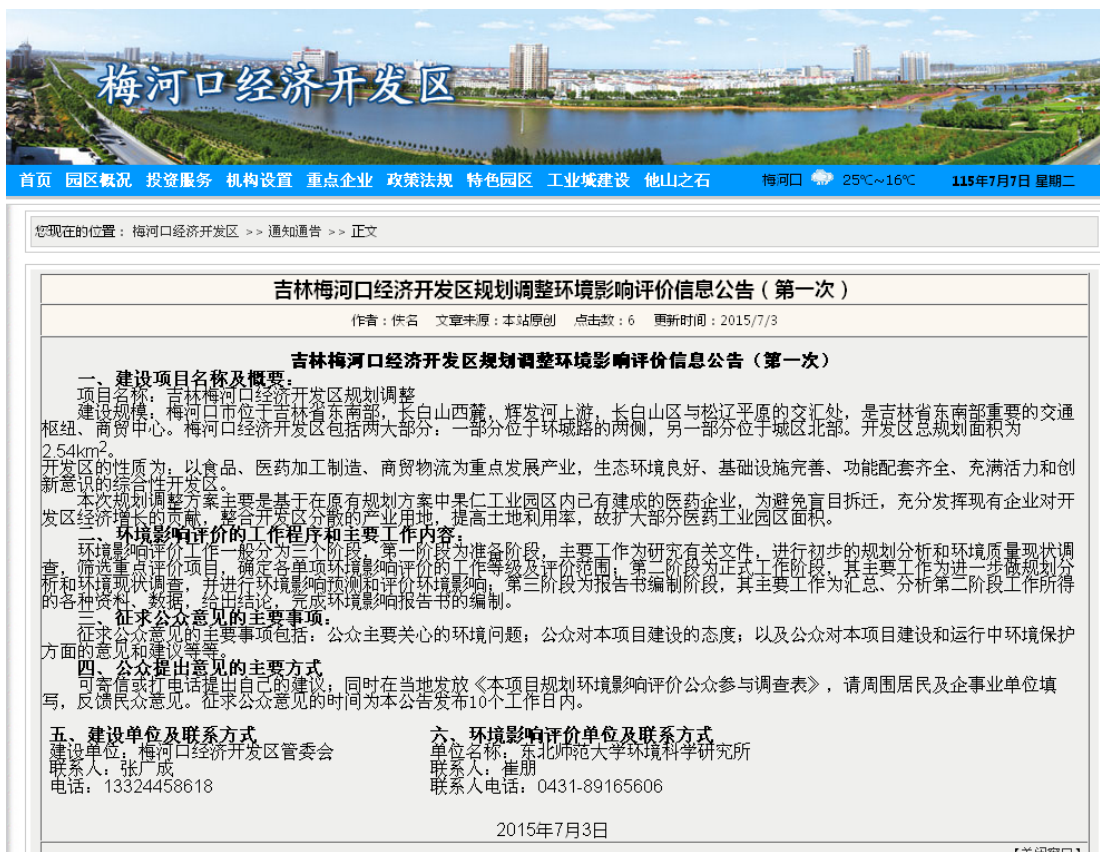 梅河口经济开发区
首页 园区概况 投资服务 机构设置 重点企业 政策法规 特色园区 工业城建设 他山之石 梅河口 25℃~16℃ 115年7月7日 星期二
您现在的位置： 梅河口经济开发区 >> 通知通告 >> 正文
吉林梅河口经济开发区规划调整环境影响评价信息公告（第一次）
作者：佚名 文章来源：本站原创 点击数：6 更新时间：2015/7/3
吉林梅河口经济开发区规划调整环境影响评价信息公告（第一次）
一、建设项目名称及概要：
项目名称：吉林梅河口经济开发区规划调整
建设规模：梅河口市位于吉林省东南部，长白山西麓，辉发河上游，长白山区与松辽平原的交汇处，是吉林省东南部重要的交通
枢纽、商贸中心。梅河口经济开发区包括两大部分：一部分位于环城路的两侧，另一部分位于城区北部。开发区总规划面积为
2.54km²。
开发区的性质为：以食品、医药加工制造、商贸物流为重点发展产业，生态环境良好、基础设施完善、功能配套齐全、充满活力和创
新意识的综合性开发区。
本次规划调整方案主要是基于在原有规划方案中果仁工业园区内已有建成的医药企业，为避免盲目拆迁，充分发挥现有企业对开
发区经济增长的贡献，整合开发区分散的产业用地，提高土地利用率，故扩大部分医药工业园区面积。
二、环境影响评价的工作程序和主要工作内容：
环境影响评价工作一般分为三个阶段，第一阶段为准备阶段，主要工作为研究有关文件，进行初步的规划分析和环境质量现状调
查，筛选重点评价项目，确定各单项环境影响评价的工作等级及评价范围；第二阶段为正式工作阶段，其主要工作为进一步做规划分
析和环境现状调查，并进行环境影响预测和评价环境影响；第三阶段为报告书编制阶段，其主要工作为汇总、分析第二阶段工作所得
的各种资料、数据，给出结论，完成环境影响报告书的编制。
三、征求公众意见的主要事项：
征求公众意见的主要事项包括：公众主要关心的环境问题；公众对本项目建设的态度；以及公众对本项目建设和运行中环境保护
方面的意见和建议等等。
四、公众提出意见的主要方式
可寄信或打电话提出自己的建议；同时在当地发放《本项目规划环境影响评价公众参与调查表》，请周围居民及企事业单位填
写，反馈民众意见。征求公众意见的时间为本公告发布10个工作日内。
五、建设单位及联系方式 六、环境影响评价单位及联系方式
建设单位：梅河口经济开发区管委会 单位名称：东北师范大学环境科学研究所
联系人：张广成 联系人：崔朋
电话：13324458618 联系人电话：0431-89165606
2015年7月3日
【关闭窗口】